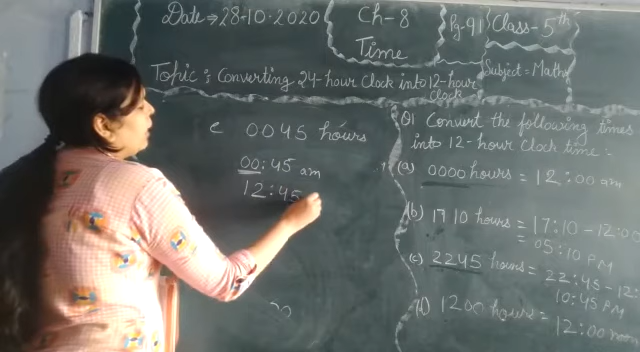 Date → 28-10-2020
Ch-8
Time
Pg-91
Class-5th
Subject = Maths
Topic : Converting 24-hour Clock into 12-hour
Clock
e 0045 hours
00:45 am
12:45
Q1 Convert the following times
into 12-hour clock time :-
(a) 0000 hours = 12:00 am
(b) 1710 hours = 17:10 - 12:00
= 05:10 PM
(c) 2245 hours = 22:45 - 12:
10:45 PM
(d) 1200 hours =
12:00 noon